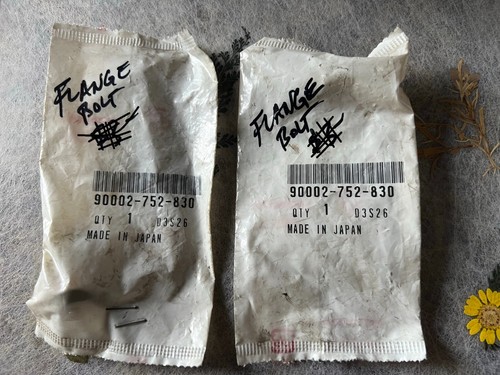 FLANGE
BOLT
90002-752-830
QTY 1 D3S26
MADE IN JAPAN
FLANGE
BOLT
90002-752-830
QTY 1 D3S26
MADE IN JAPAN